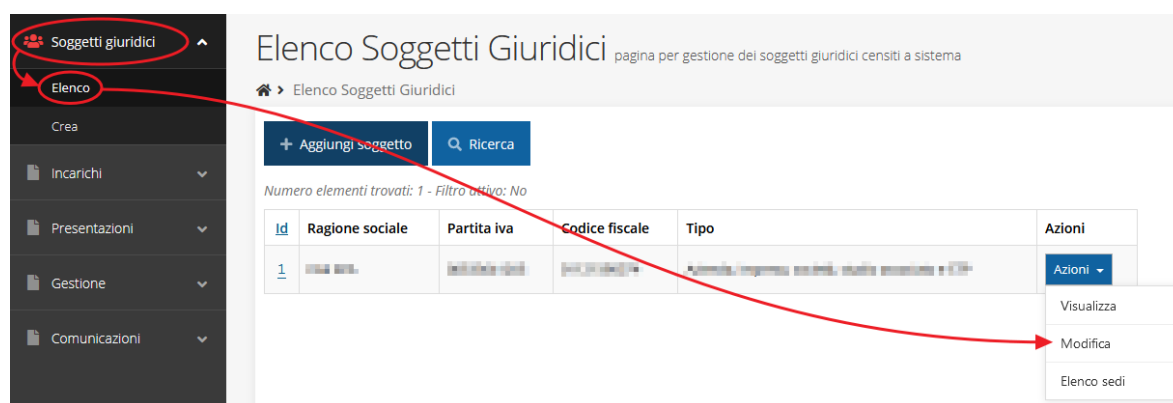 Soggetti giuridici
Elenco
Crea
Incarichi
Presentazioni
Gestione
Comunicazioni
Elenco Soggetti Giuridici pagina per gestione dei soggetti giuridici censiti a sistema
Elenco Soggetti Giuridici
+ Aggiungi soggetto Ricerca
Numero elementi trovati: 1 - Filtro attivo: No
Id Ragione sociale Partita iva Codice fiscale Tipo Azioni
1 Azioni
Visualizza
Modifica
Elenco sedi